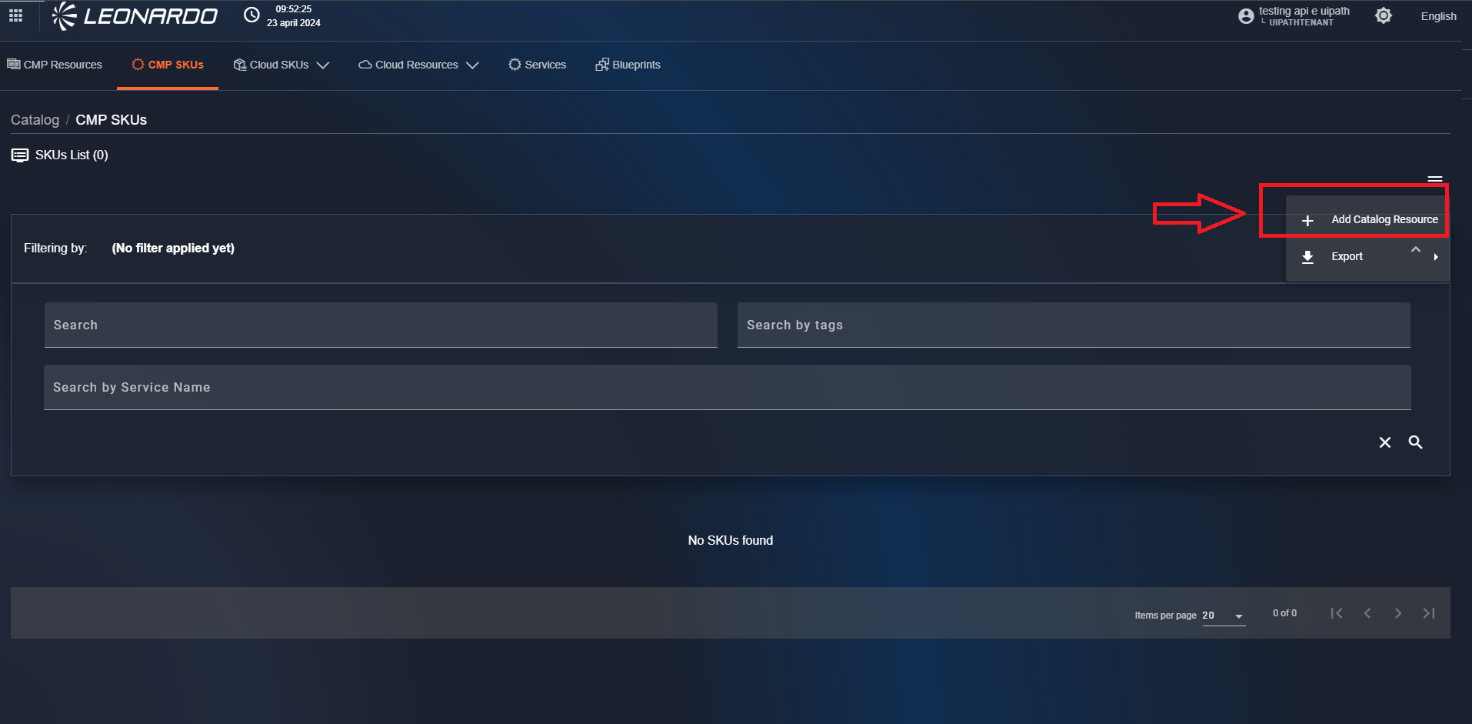 LEONARDO
09:52:25
23 april 2024
testing api e uipath
UIPATHTENANT
English
CMP Resources
CMP SKUs
Cloud SKUs
Cloud Resources
Services
Blueprints
Catalog / CMP SKUs
SKUs List (0)
Add Catalog Resource
Filtering by: (No filter applied yet)
Export
Search
Search by tags
Search by Service Name
No SKUs found
Items per page 20
0 of 0